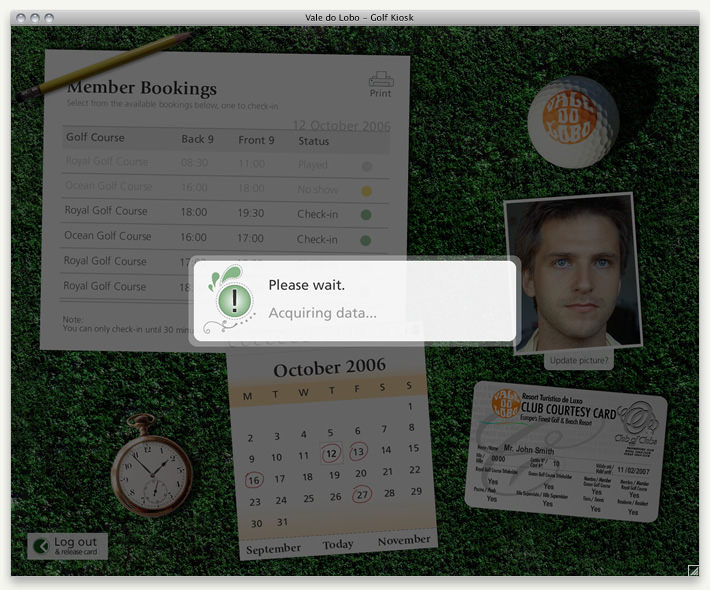 Vale do Lobo – Golf Kiosk
Member Bookings
Select from the available bookings below, one to check-in
Print
12 October 2006
Golf Course Back 9 Front 9 Status
Royal Golf Course 08:30 11:00 Played
Ocean Golf Course 16:00 18:00 No show
Royal Golf Course 18:00 19:30 Check-in
Ocean Golf Course 16:00 17:00 Check-in
Royal Golf Course
Royal Golf Course
Note:
You can only check-in until 30
Please wait.
Acquiring data...
VALE
DO
LOBO
Update picture?
October 2006
M T W T F S S
1
2 3 4 5 6 7 8
9 10 11 12 13 14 15
16 17 18 19 20 21 22
23 24 25 26 27 28 29
30 31
September Today November
VALE
DO
LOBO
Resort Turístico de Luxo
CLUB COURTESY CARD
Europe's Finest Golf & Beach Resort
Mr. John Smith
0000
10
11/02/2007
Yes Yes Yes Yes
Yes Yes Yes Yes
Log out
& release card